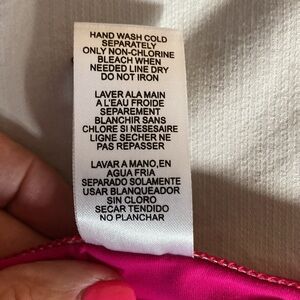 HAND WASH COLD
SEPARATELY
ONLY NON-CHLORINE
BLEACH WHEN
NEEDED LINE DRY
DO NOT IRON
LAVER ALA MAIN
A L'EAU FROIDE
SEPAREMENT
BLANCHIR SANS
CHLORE SI NESESAIRE
LIGNE SECHER NE
PAS REPASSER
LAVAR A MANO,EN
AGUA FRIA
SEPARADO SOLAMENTE
USAR BLANQUEADOR
SIN CLORO
SECAR TENDIDO
NO PLANCHAR